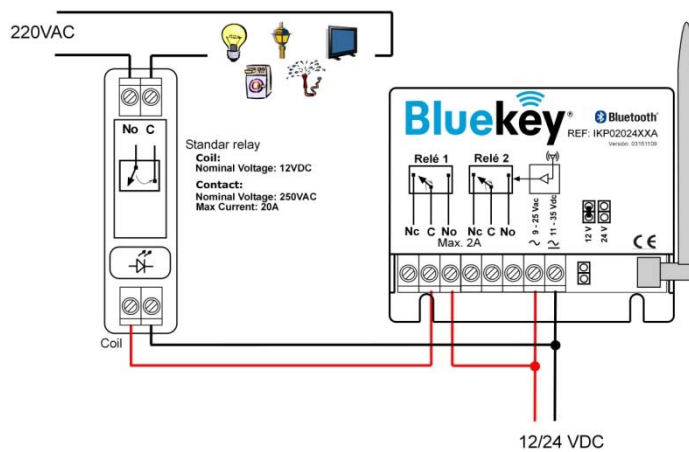 220VAC
No C
Standar relay
Coil:
Nominal Voltage: 12VDC
Contact:
Nominal Voltage: 250VAC
Max Current: 20A
Coil
Bluekey®
Bluetooth®
REF: IKP02024XXA
Versión: 03151109
Relé 1
Relé 2
Nc C No
Nc C No
Max. 2A
9 - 25 Vac
11 - 35 Vdc
12 V
24 V
CE
12/24 VDC